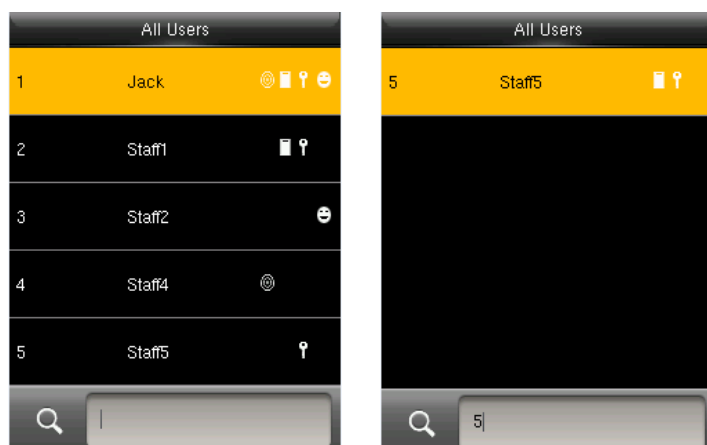 All Users
1 Jack
2 Staff1
3 Staff2
4 Staff4
5 Staff5
All Users
5 Staff5
5